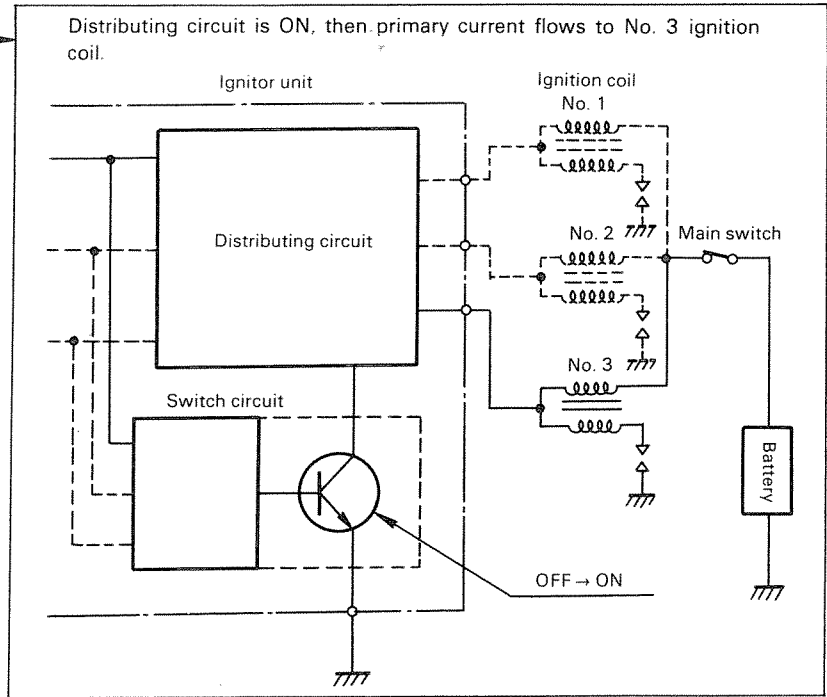 Distributing circuit is ON, then primary current flows to No. 3 ignition
coil.
Ignitor unit
Ignition coil
No. 1
Distributing circuit
No. 2
Main switch
No. 3
Switch circuit
Battery
OFF → ON